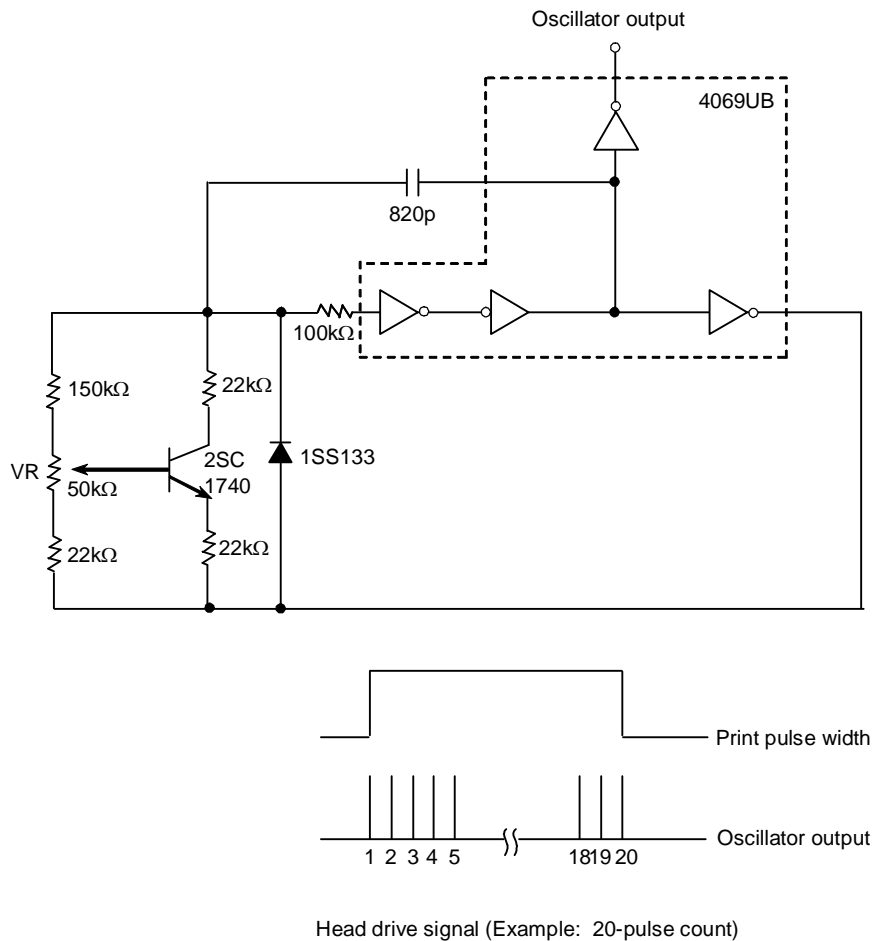 Oscillator output
4069UB
820p
100kΩ
150kΩ
22kΩ
2SC
1740
1SS133
VR
50kΩ
22kΩ
22kΩ
Print pulse width
Oscillator output
1 2 3 4 5 18 19 20
Head drive signal (Example: 20-pulse count)